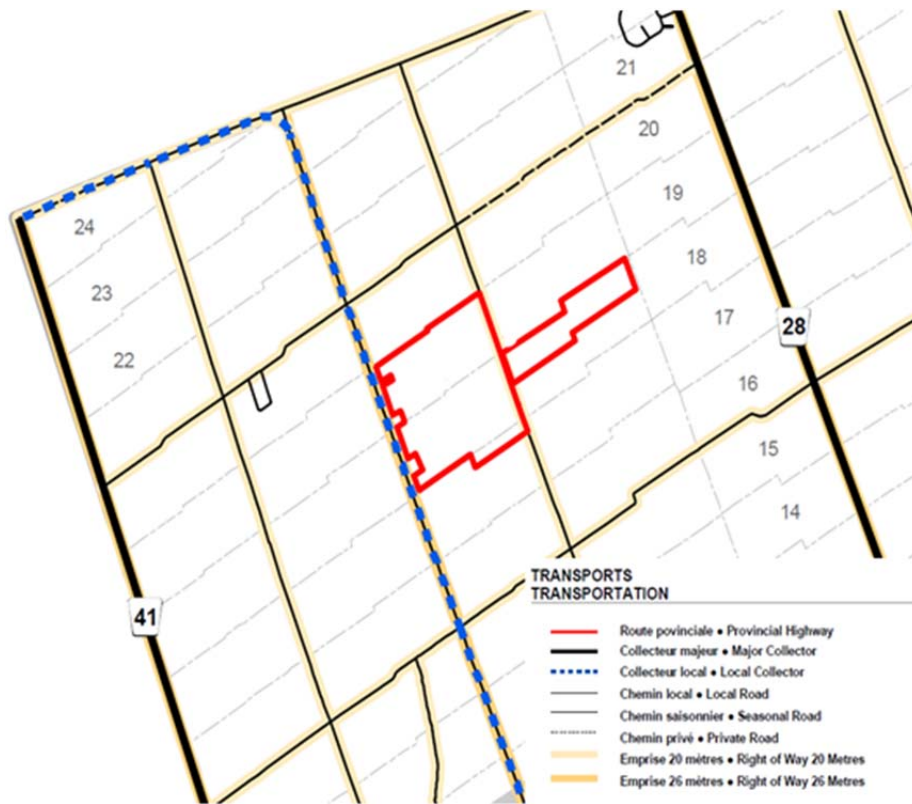 21
20
19
18
17
28
16
15
14
24
23
22
41
TRANSPORTS
TRANSPORTATION
Route povinciale • Provincial Highway
Collecteur majeur • Major Collector
Collecteur local • Local Collector
Chemin local • Local Road
Chemin saisonnier • Seasonal Road
Chemin privé • Private Road
Emprise 20 mètres • Right of Way 20 Metres
Emprise 26 mètres • Right of Way 26 Metres